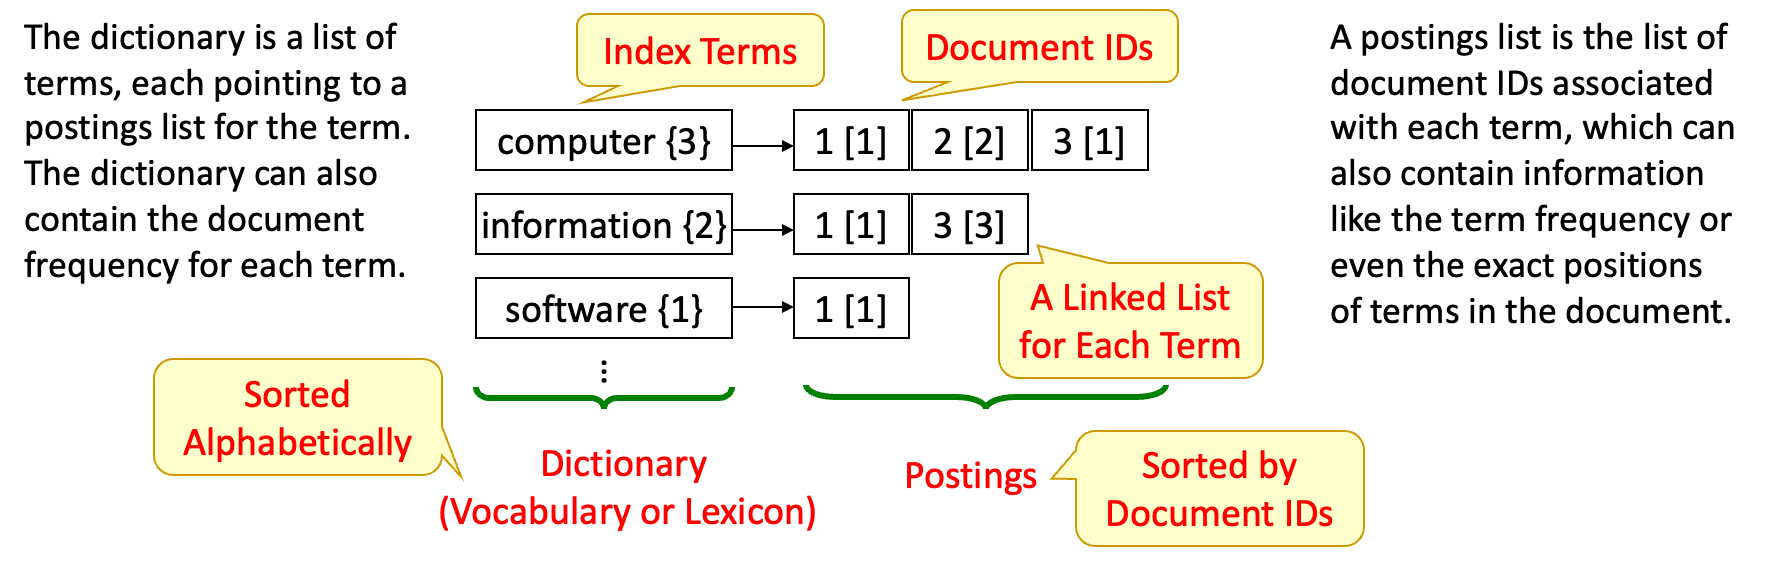 The dictionary is a list of
terms, each pointing to a
postings list for the term.
The dictionary can also
contain the document
frequency for each term.
Index Terms
Document IDs
computer {3}
1 [1]
2 [2]
3 [1]
information {2}
1 [1]
3 [3]
software {1}
1 [1]
⋮
A Linked List
for Each Term
Sorted
Alphabetically
Dictionary
(Vocabulary or Lexicon)
Postings
Sorted by
Document IDs
A postings list is the list of
document IDs associated
with each term, which can
also contain information
like the term frequency or
even the exact positions
of terms in the document.